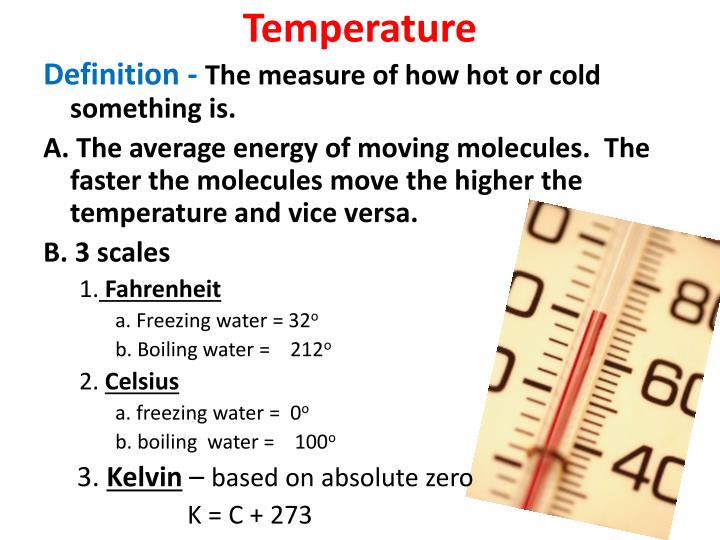 Temperature
Definition - The measure of how hot or cold
something is.
A. The average energy of moving molecules.  The
faster the molecules move the higher the
temperature and vice versa.
B. 3 scales
1. Fahrenheit
a. Freezing water = 32°
b. Boiling water =    212°
2. Celsius
a. freezing water =  0°
b. boiling  water =    100°
3. Kelvin – based on absolute zero
K = C + 273
0
80
0
60
0
40